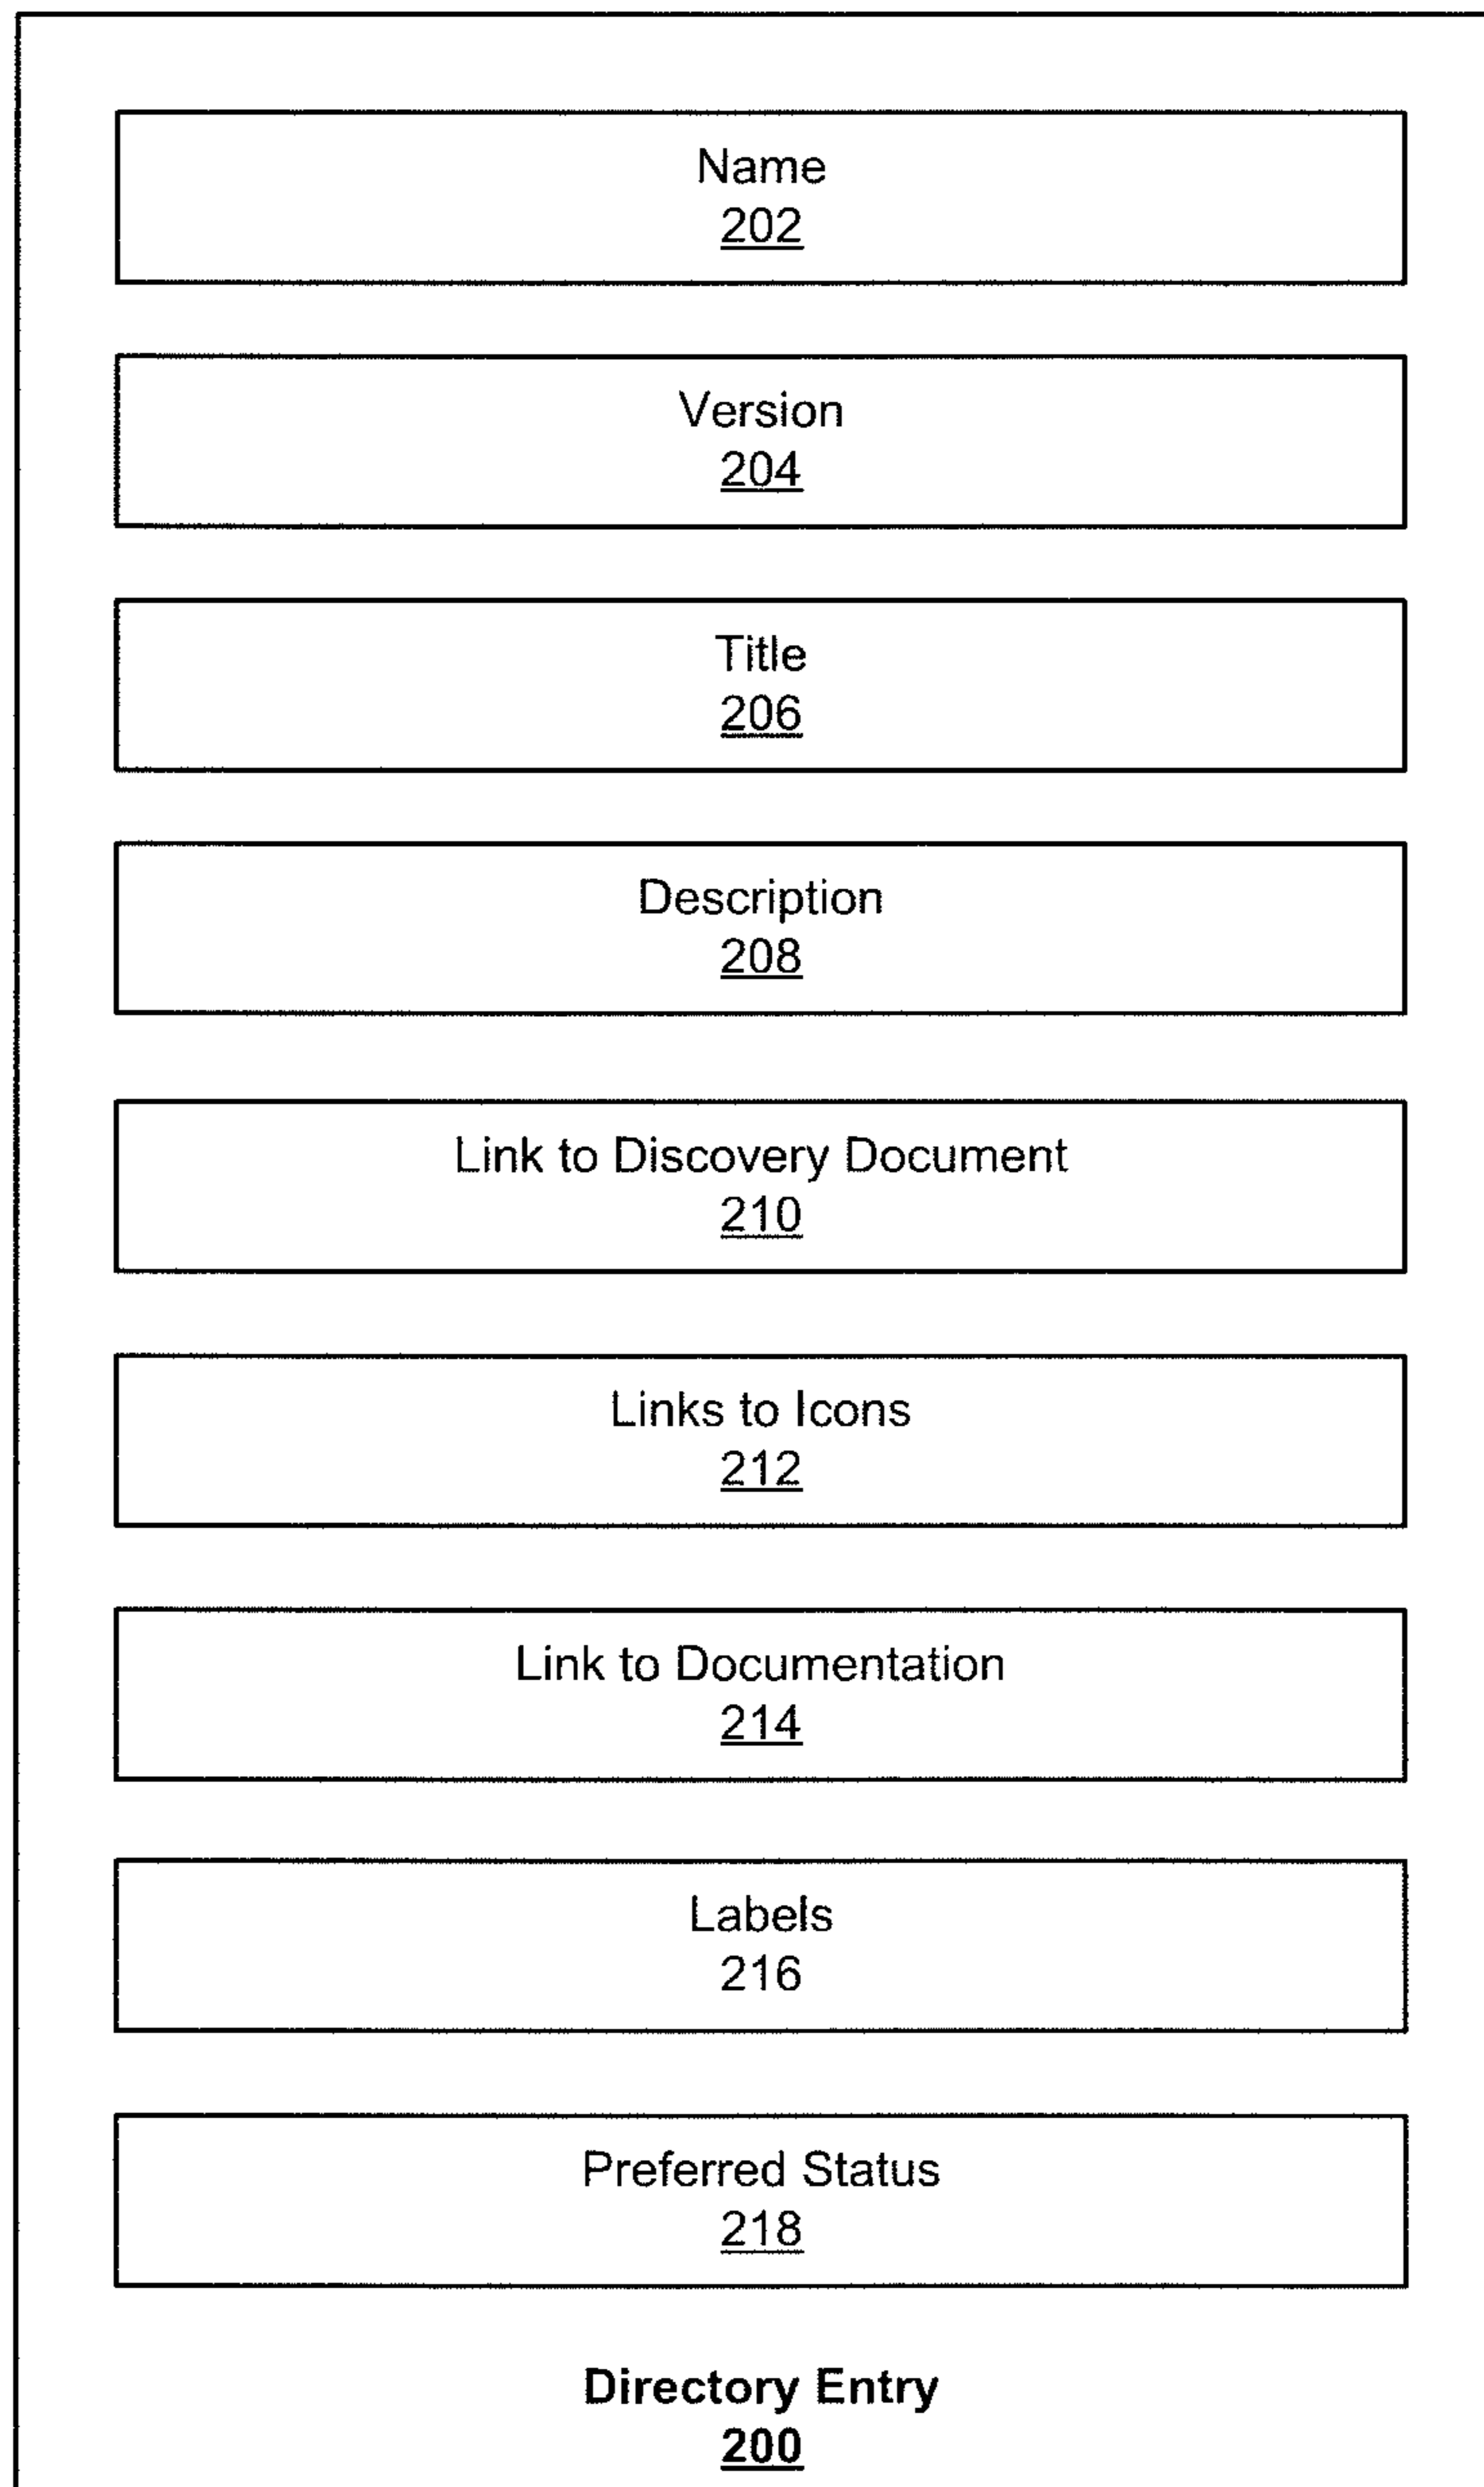 Name
202
Version
204
Title
206
Description
208
Link to Discovery Document
210
Links to Icons
212
Link to Documentation
214
Labels
216
Preferred Status
218
Directory Entry
200